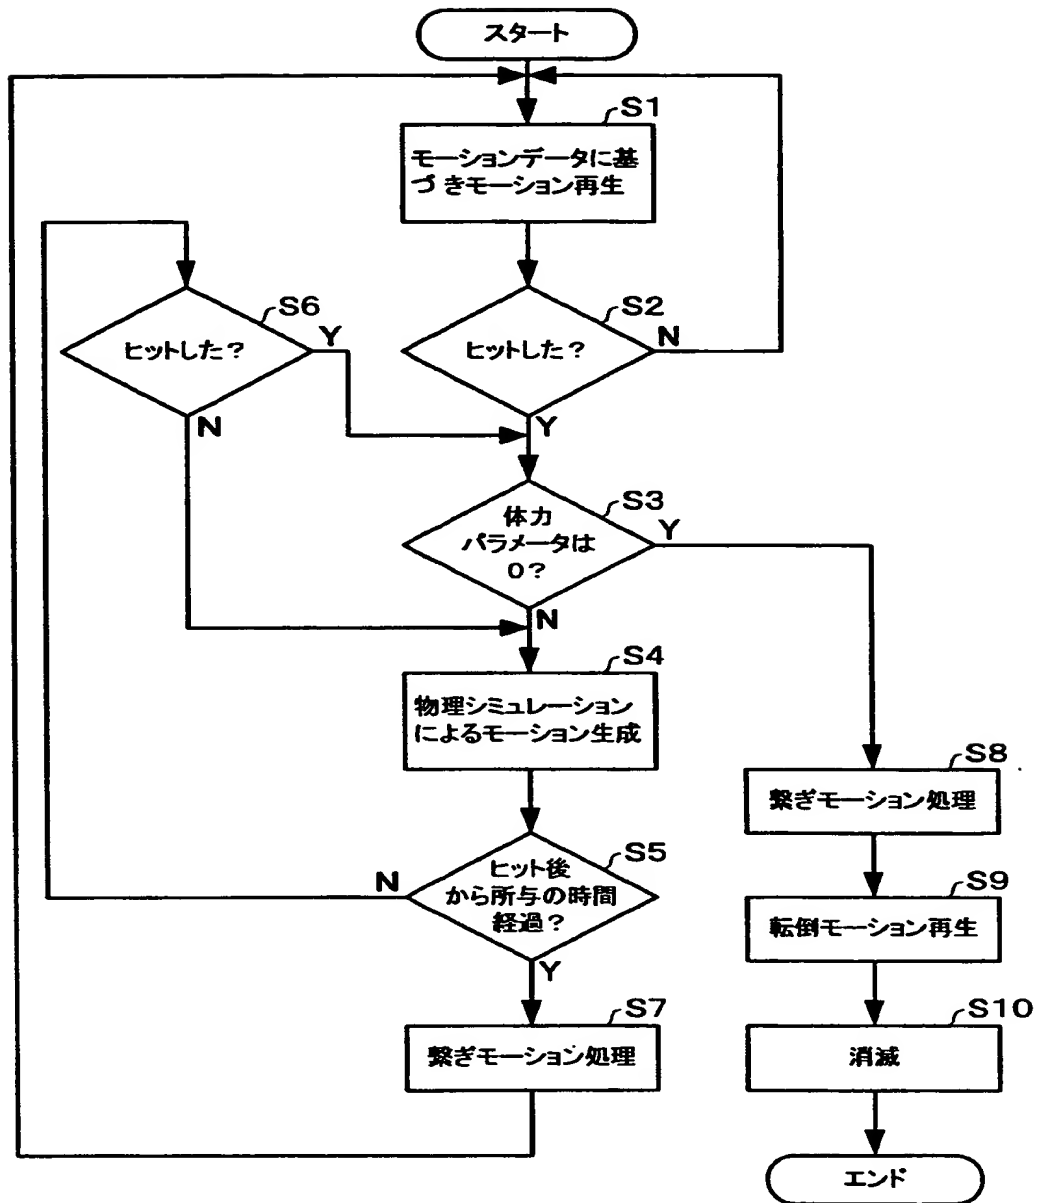 スタート
S1
モーションデータに基
づきモーション再生
S6
ヒットした？
Y
N
S2
ヒットした？
N
Y
S3
体力
パラメータは
0？
Y
N
S4
物理シミュレーション
によるモーション生成
S5
ヒット後
から所与の時間
経過？
N
Y
S7
繋ぎモーション処理
S8
繋ぎモーション処理
S9
転倒モーション再生
S10
消滅
エンド